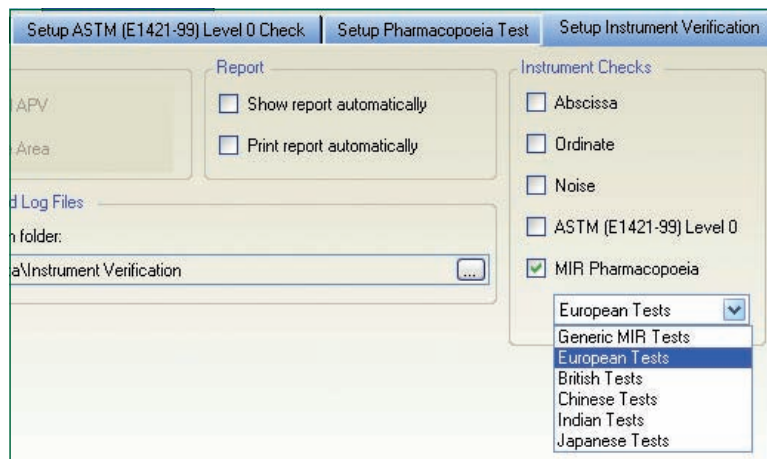 Setup ASTM (E1421-99) Level 0 Check
Setup Pharmacopoeia Test
Setup Instrument Verification
APV
Area
Report
Show report automatically
Print report automatically
Log Files
folder:
a\Instrument Verification
...
Instrument Checks
Abscissa
Ordinate
Noise
ASTM (E1421-99) Level 0
MIR Pharmacopoeia
European Tests
Generic MIR Tests
European Tests
British Tests
Chinese Tests
Indian Tests
Japanese Tests